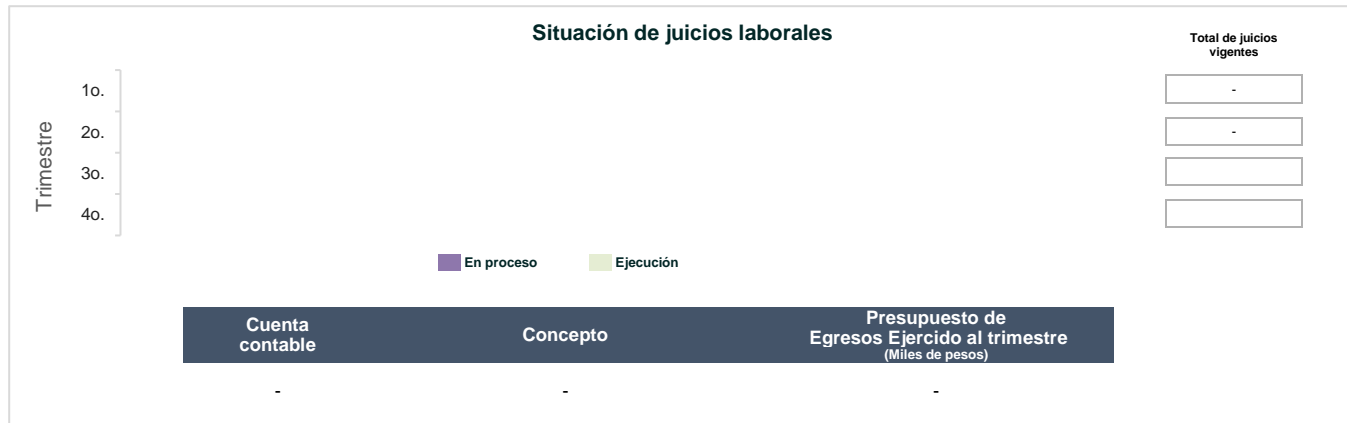 Situación de juicios laborales
Total de juicios
vigentes
Trimestre
1o.
-
2o.
-
3o.
4o.
En proceso
Ejecución
Cuenta
contable
Concepto
Presupuesto de
Egresos Ejercido al trimestre
(Miles de pesos)
-
-
-